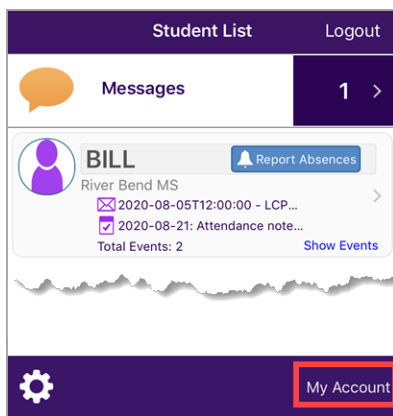 Student List Logout
Messages 1 >
BILL Report Absences
River Bend MS
2020-08-05T12:00:00 - LCP...
2020-08-21: Attendance note...
Total Events: 2 Show Events
My Account